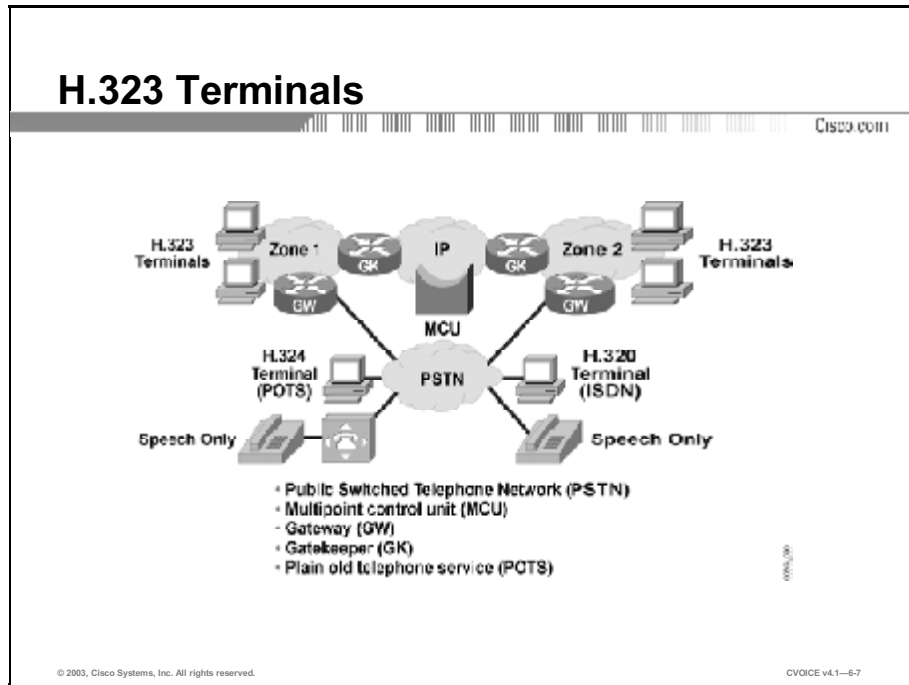 H.323 Terminals
Cisco.com
H.323
Terminals
Zone 1
GK
IP
GK
Zone 2
H.323
Terminals
GW
MCU
GW
H.324
Terminal
(POTS)
PSTN
H.320
Terminal
(ISDN)
Speech Only
Speech Only
• Public Switched Telephone Network (PSTN)
• Multipoint control unit (MCU)
• Gateway (GW)
• Gatekeeper (GK)
• Plain old telephone service (POTS)
© 2003, Cisco Systems, Inc. All rights reserved.
CVOICE v4.1—6-7